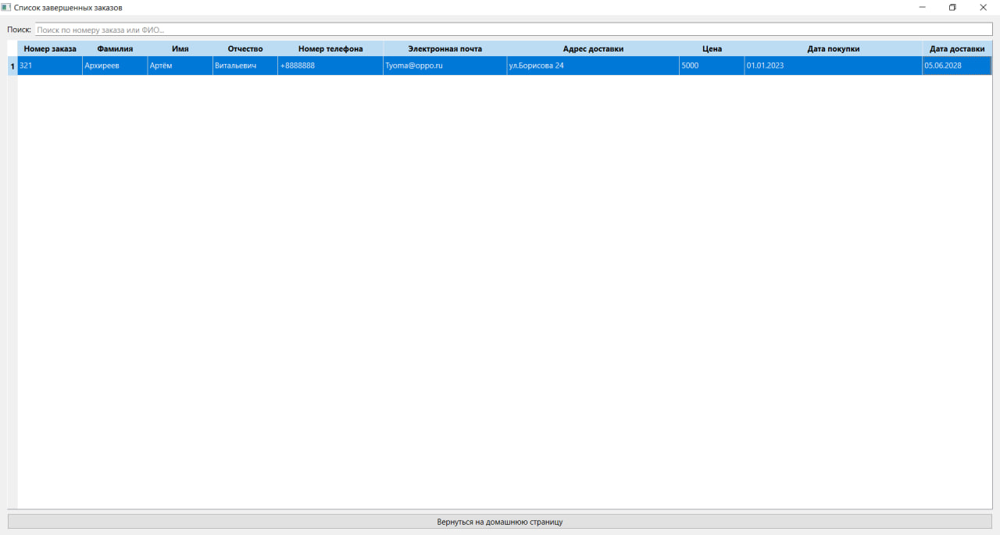 Список завершенных заказов
Поиск: Поиск по номеру заказа или ФИО...
Номер заказа Фамилия Имя Отчество Номер телефона Электронная почта Адрес доставки Цена Дата покупки Дата доставки
1 321 Архиреев Артём Витальевич +8888888 Tyoma@oppo.ru ул.Борисова 24 5000 01.01.2023 05.06.2028
Вернуться на домашнюю страницу